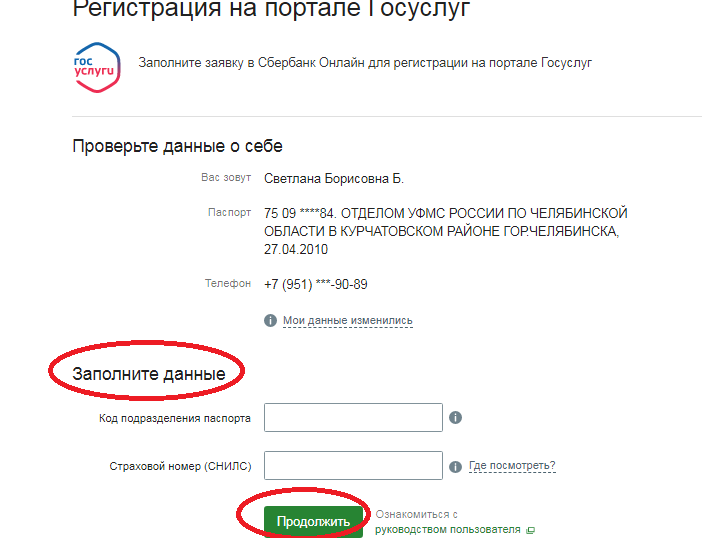 Регистрация на портале Госуслуг
гос
услуги
Заполните заявку в Сбербанк Онлайн для регистрации на портале Госуслуг
Проверьте данные о себе
Вас зовут Светлана Борисовна Б.
Паспорт 75 09 ****84. ОТДЕЛОМ УФМС РОССИИ ПО ЧЕЛЯБИНСКОЙ
ОБЛАСТИ В КУРЧАТОВСКОМ РАЙОНЕ ГОР.ЧЕЛЯБИНСКА,
27.04.2010
Телефон +7 (951) ***-90-89
Мои данные изменились
Заполните данные
Код подразделения паспорта
Страховой номер (СНИЛС) Где посмотреть?
Продолжить
Ознакомиться с
руководством пользователя